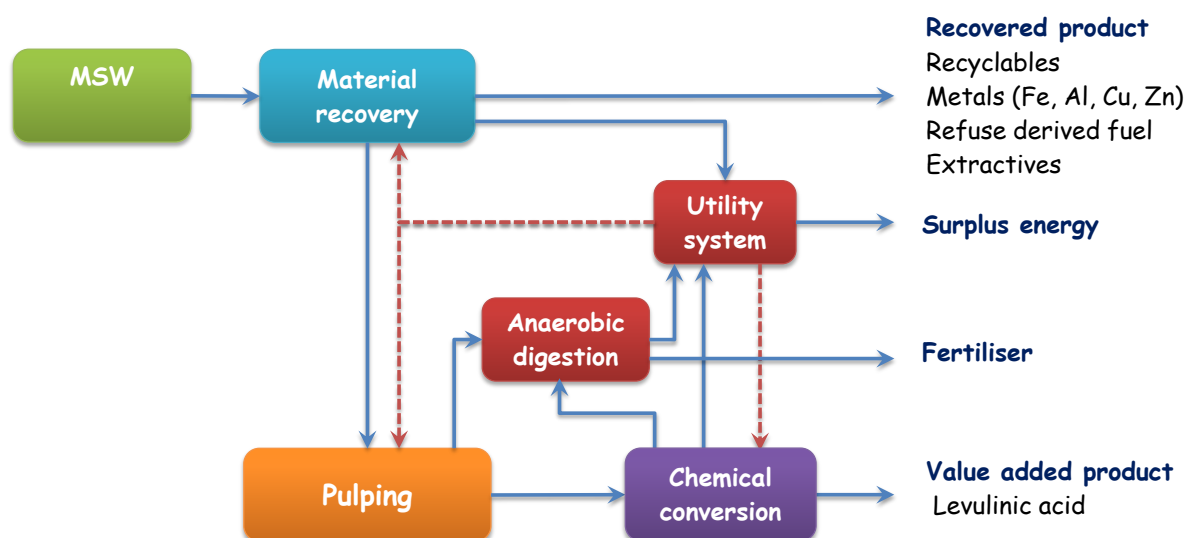 MSW
Material
recovery
Recovered product
Recyclables
Metals (Fe, Al, Cu, Zn)
Refuse derived fuel
Extractives
Utility
system
Surplus energy
Anaerobic
digestion
Fertiliser
Pulping
Chemical
conversion
Value added product
Levulinic acid